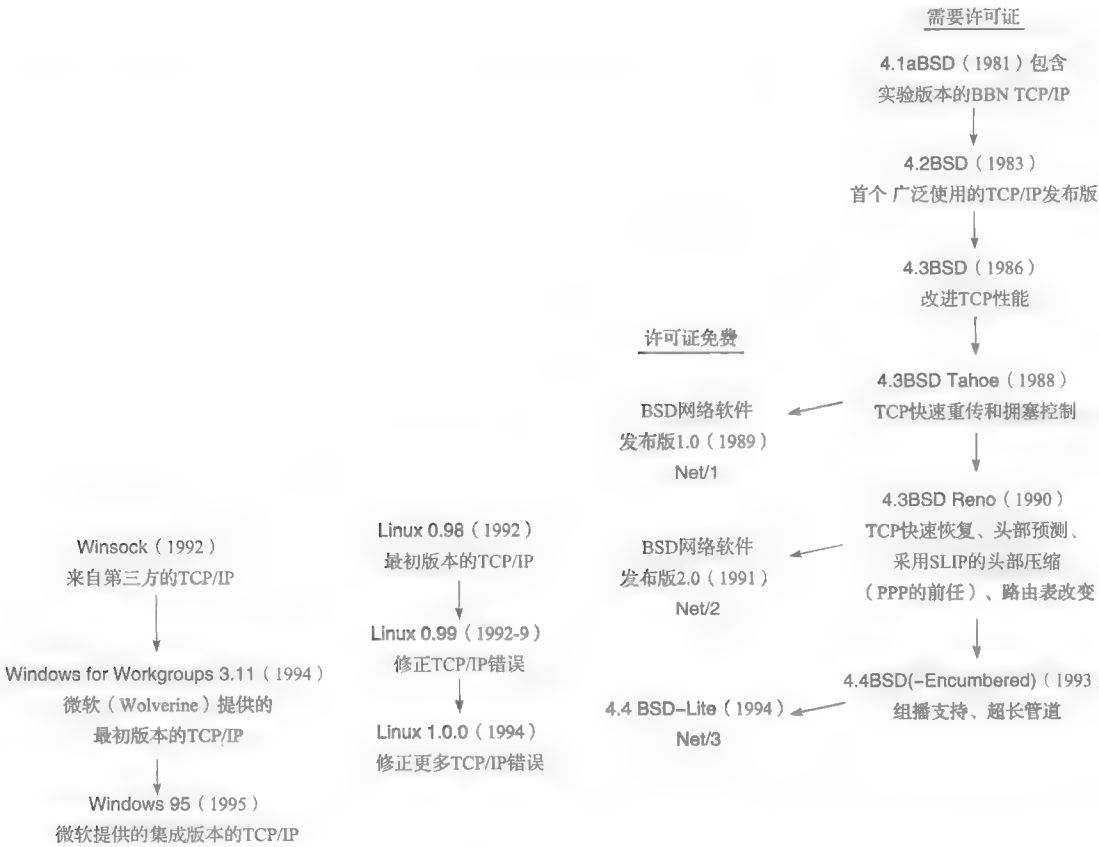 需要许可证
4.1aBSD（1981）包含
实验版本的BBN TCP/IP
4.2BSD（1983）
首个 广泛使用的TCP/IP发布版
4.3BSD（1986）
改进TCP性能
许可证免费
4.3BSD Tahoe（1988）
TCP快速重传和拥塞控制
BSD网络软件
发布版1.0（1989）
Net/1
4.3BSD Reno（1990）
TCP快速恢复、头部预测、
采用SLIP的头部压缩
（PPP的前任）、路由表改变
BSD网络软件
发布版2.0（1991）
Net/2
4.4BSD(–Encumbered)（1993
组播支持、超长管道
4.4 BSD–Lite（1994）
Net/3
Linux 0.98（1992）
最初版本的TCP/IP
Linux 0.99（1992-9）
修正TCP/IP错误
Linux 1.0.0（1994）
修正更多TCP/IP错误
Winsock（1992）
来自第三方的TCP/IP
Windows for Workgroups 3.11（1994）
微软（Wolverine）提供的
最初版本的TCP/IP
Windows 95（1995）
微软提供的集成版本的TCP/IP